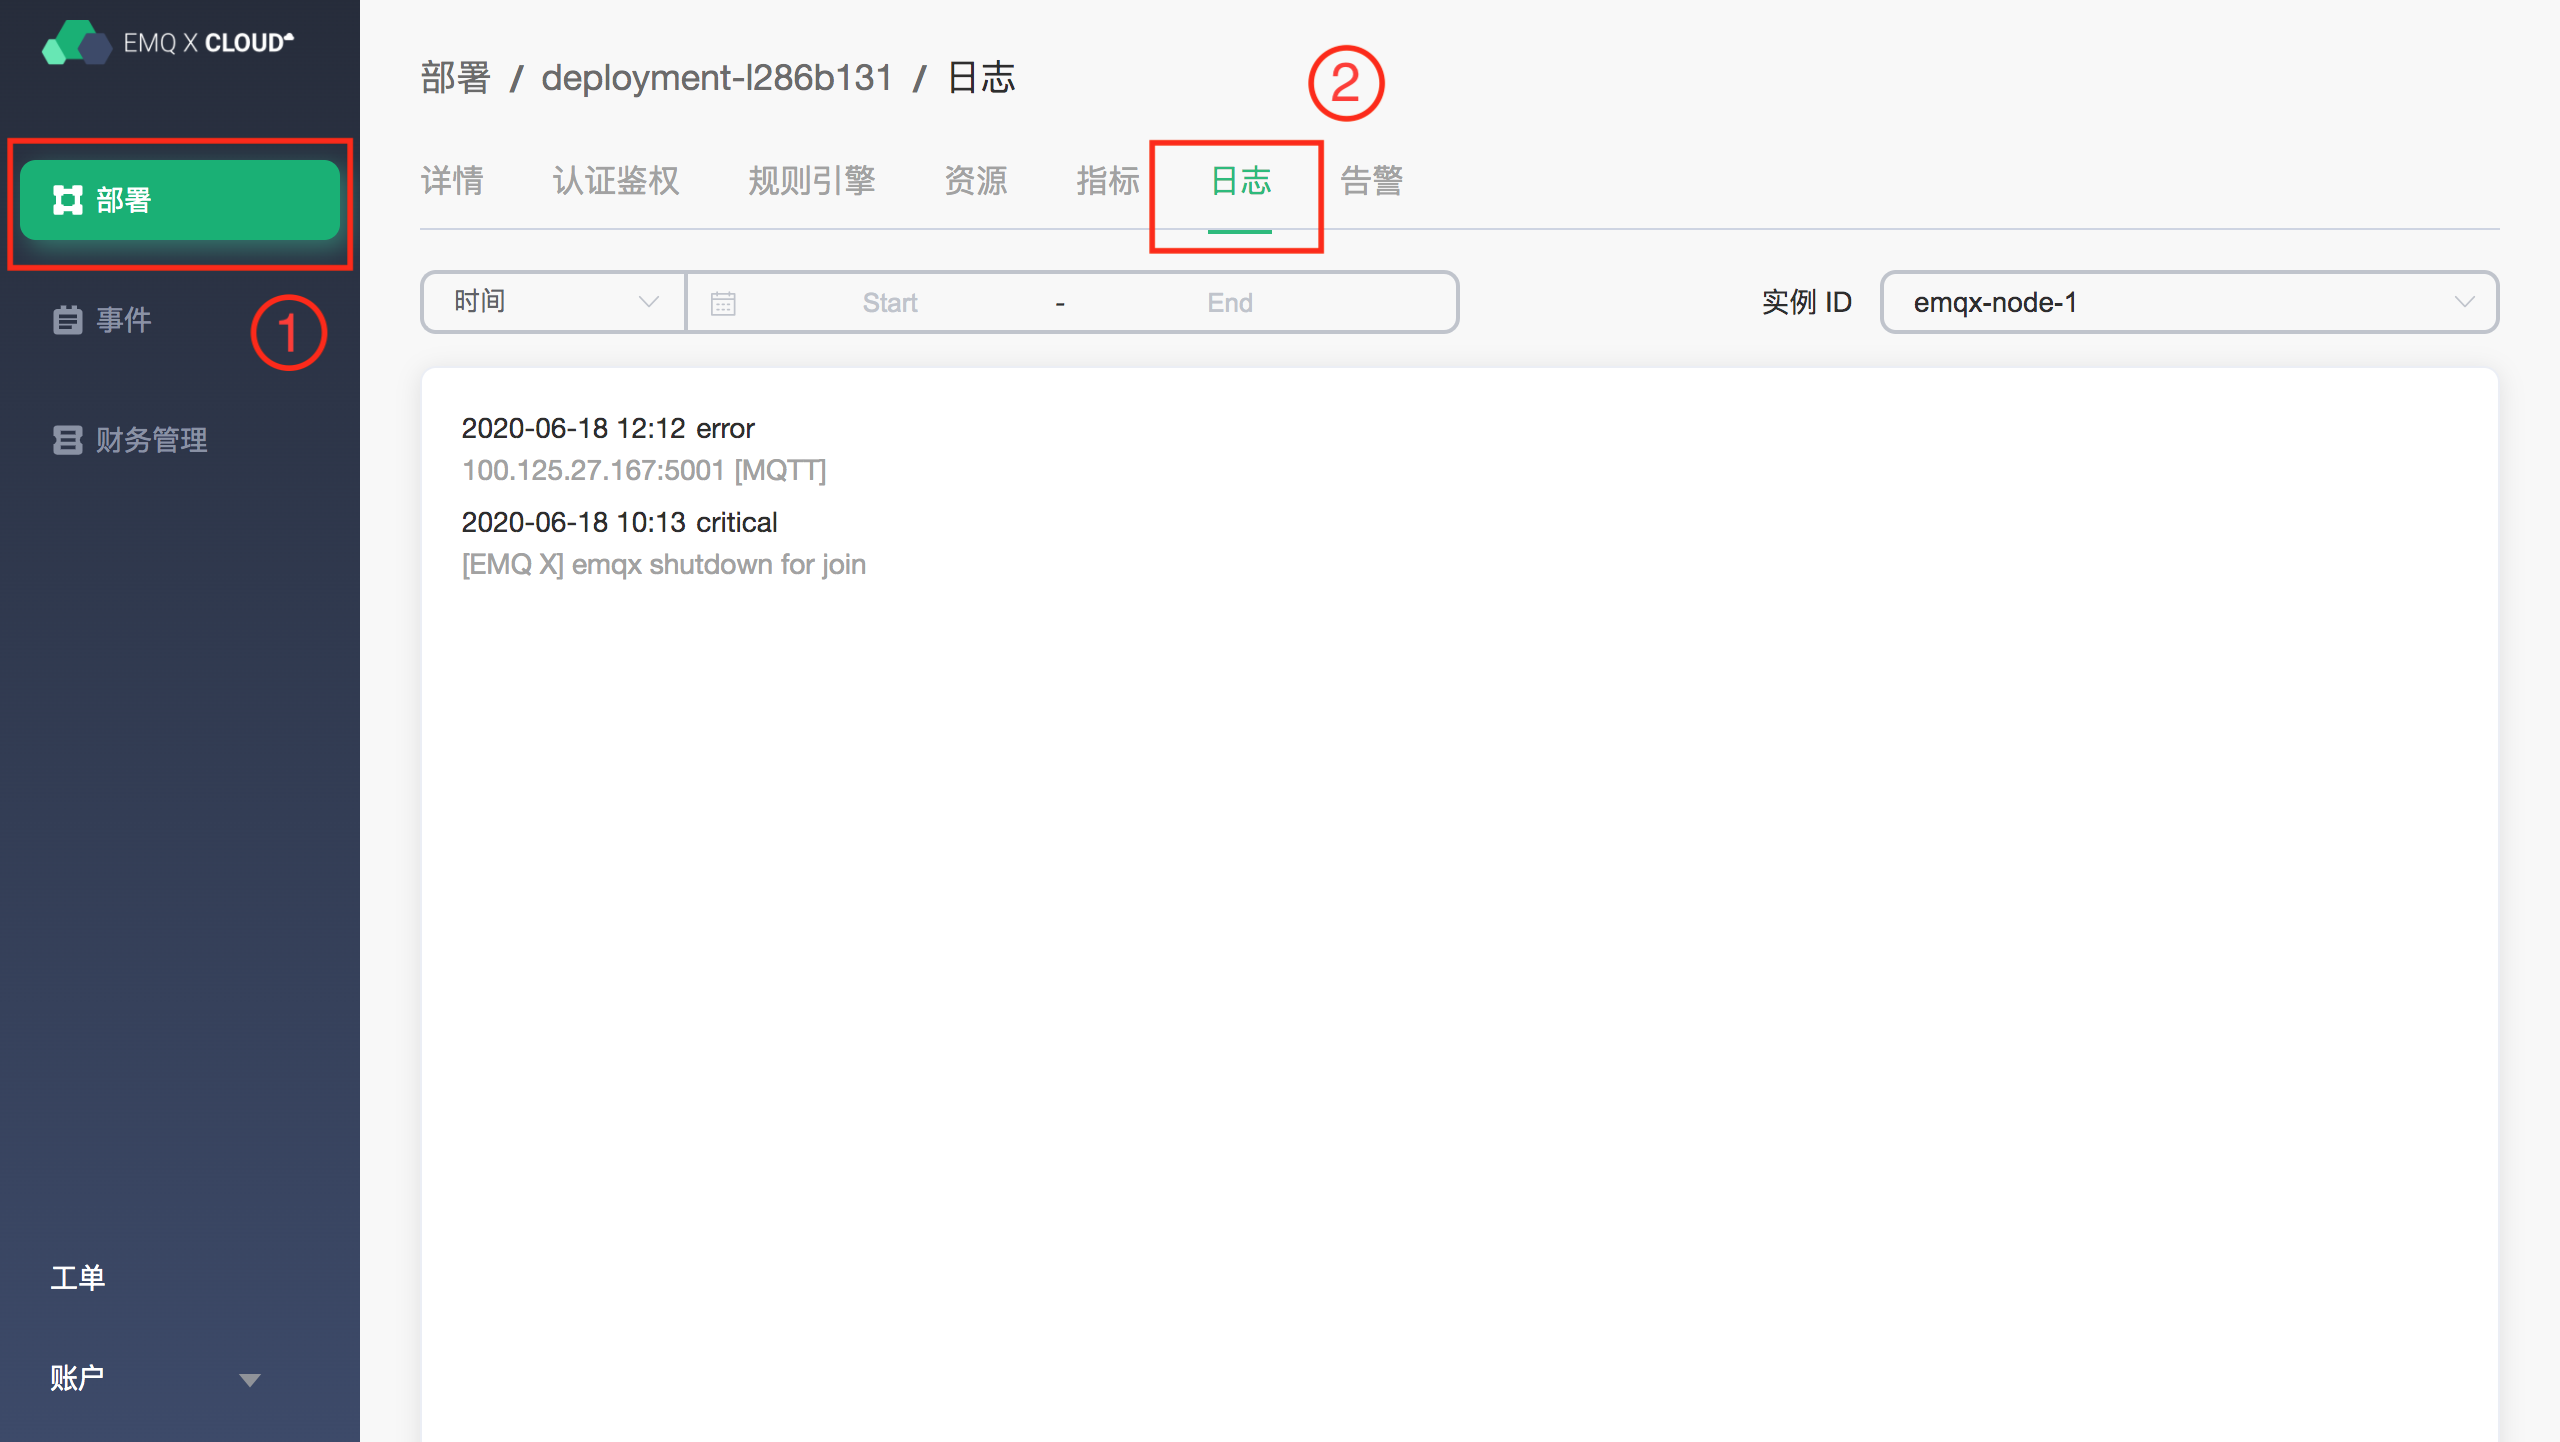 EMQ X CLOUD
部署
事件
①
财务管理
工单
账户
部署 / deployment-l286b131 / 日志
②
详情 认证鉴权 规则引擎 资源 指标 日志 告警
时间 Start - End 实例 ID emqx-node-1
2020-06-18 12:12 error
100.125.27.167:5001 [MQTT]
2020-06-18 10:13 critical
[EMQ X] emqx shutdown for join